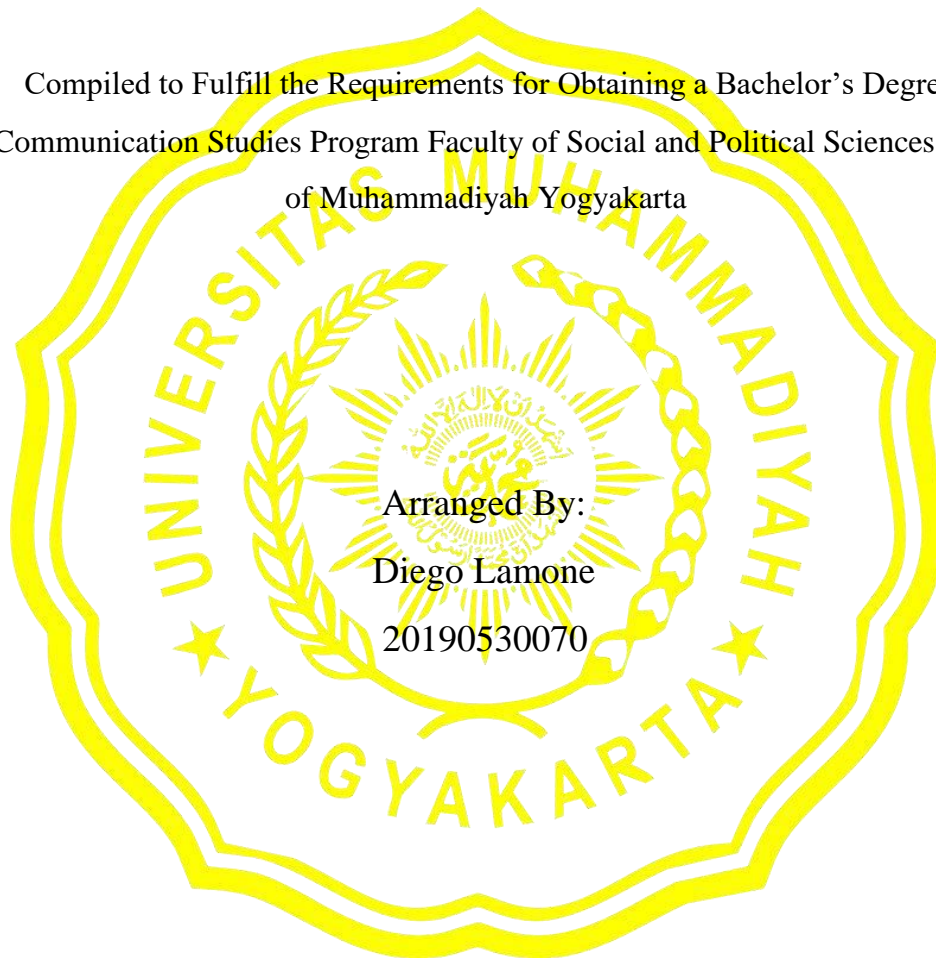 Compiled to Fulfill the Requirements for Obtaining a Bachelor’s Degre
Communication Studies Program Faculty of Social and Political Sciences
of Muhammadiyah Yogyakarta
UNIVERSITAS MUHAMMADIYAH
Arranged By:
Diego Lamone
20190530070
YOGYAKARTA